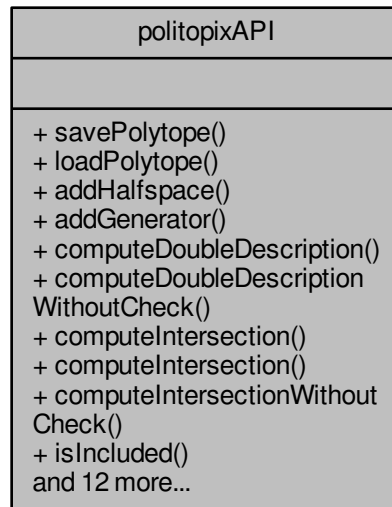 politopixAPI
+ savePolytope()
+ loadPolytope()
+ addHalfspace()
+ addGenerator()
+ computeDoubleDescription()
+ computeDoubleDescription
WithoutCheck()
+ computeIntersection()
+ computeIntersection()
+ computeIntersectionWithout
Check()
+ isIncluded()
and 12 more...